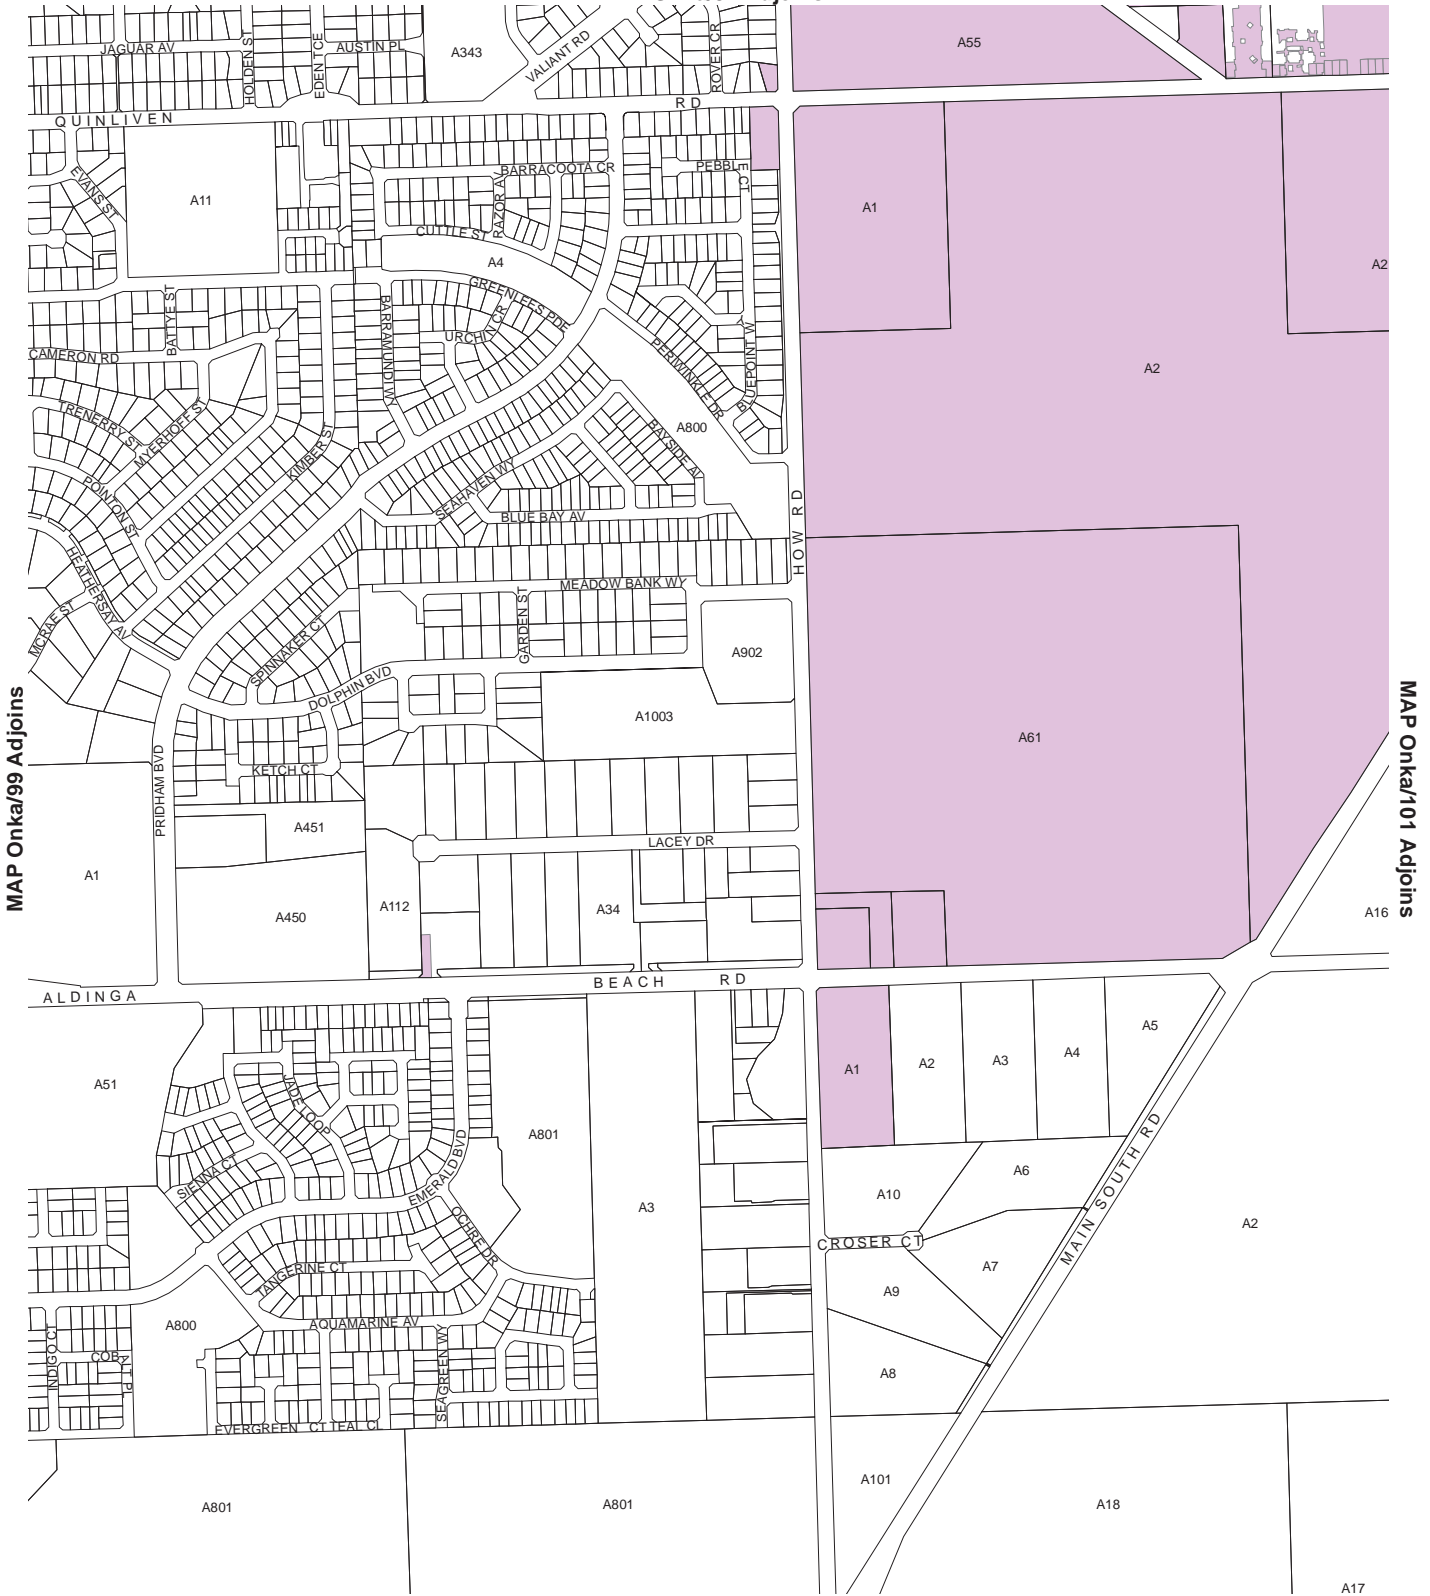 JAGUAR AV
HOLDEN ST
EDEN TCE
AUSTIN PL
A343
VALIANT RD
ROVER CR
A55
QUINLIVEN
RD
EVANS ST
A11
BARRACOOTA CR
RAZOR AV
PEBBLE CT
A1
CUTTLE ST
A4
A2
GREENLEES PDE
BATTYE ST
BARRAMUNDI WY
URCHIN CR
CAMERON RD
PERIWINKLE DR
BLUEPOINT WY
A2
TRENERRY ST
MYERHOFF ST
KIMBER ST
A800
BAYSIDE AV
POINTON ST
SEAHAVEN WY
BLUE BAY AV
HOW RD
HEATHERSAY AV
MEADOW BANK WY
MCRAE ST
SPINNAKER CT
GARDEN ST
A902
DOLPHIN BVD
A1003
A61
MAP Onka/99 Adjoins
MAP Onka/101 Adjoins
PRIDHAM BVD
KETCH CT
A451
LACEY DR
A1
A450
A112
A34
A16
ALDINGA
BEACH RD
A51
JADE LOOP
A801
A1
A2
A3
A4
A5
SIENNA CT
EMERALD BVD
A3
A10
A6
MAIN SOUTH RD
A2
OCHRE DR
CROSER CT
TANGERINE CT
A7
A9
A800
AQUAMARINE AV
INDIGO CT
COBALT PL
SEAGREEN WY
A8
EVERGREEN CT
TEAL CL
A101
A801
A801
A18
A17